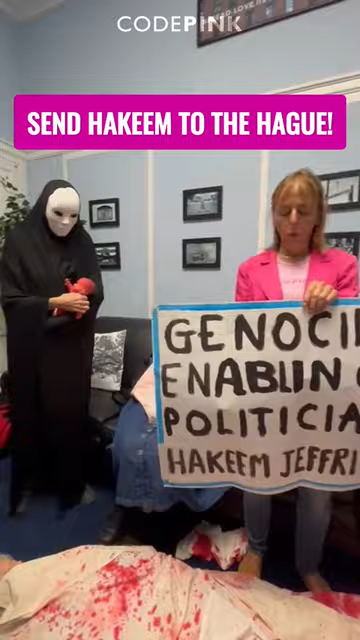 CODEPINK
SEND HAKEEM TO THE HAGUE!
GENOCI
ENABLIN
POLITICIA
HAKEEM JEFFRI